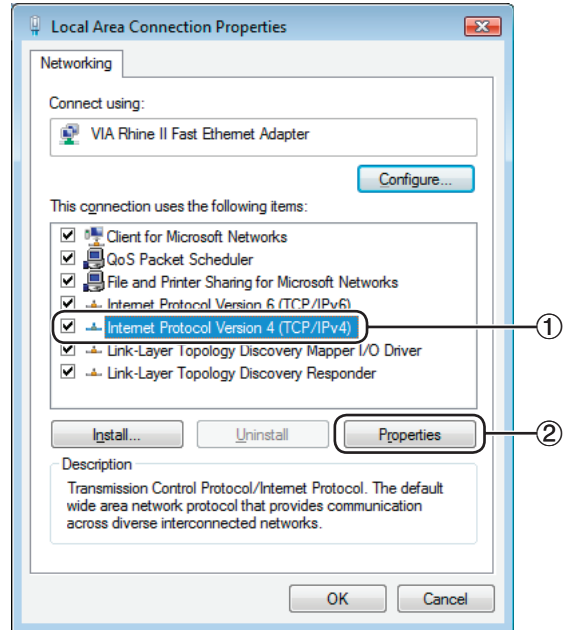 Local Area Connection Properties
Networking
Connect using:
VIA Rhine II Fast Ethernet Adapter
Configure...
This connection uses the following items:
Client for Microsoft Networks
QoS Packet Scheduler
File and Printer Sharing for Microsoft Networks
Internet Protocol Version 6 (TCP/IPv6)
Internet Protocol Version 4 (TCP/IPv4) ①
Link-Layer Topology Discovery Mapper I/O Driver
Link-Layer Topology Discovery Responder
Install... Uninstall Properties ②
Description
Transmission Control Protocol/Internet Protocol. The default
wide area network protocol that provides communication
across diverse interconnected networks.
OK Cancel